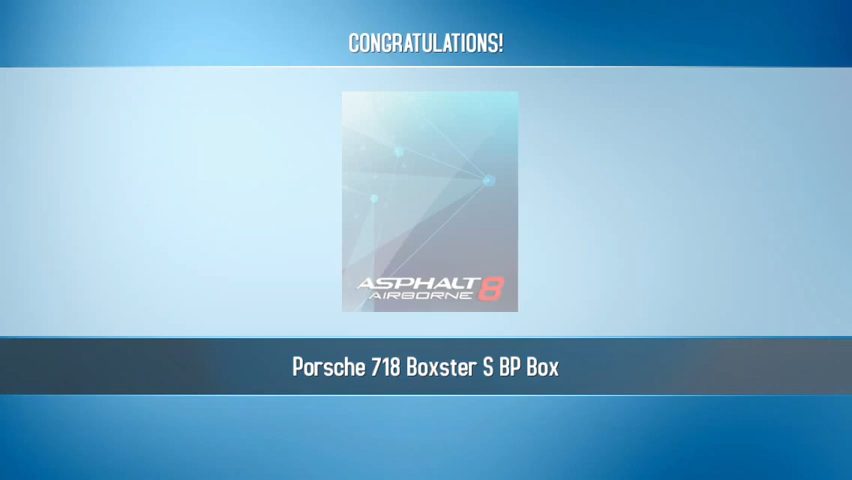 CONGRATULATIONS!
ASPHALT 8
AIRBORNE
Porsche 718 Boxster S BP Box